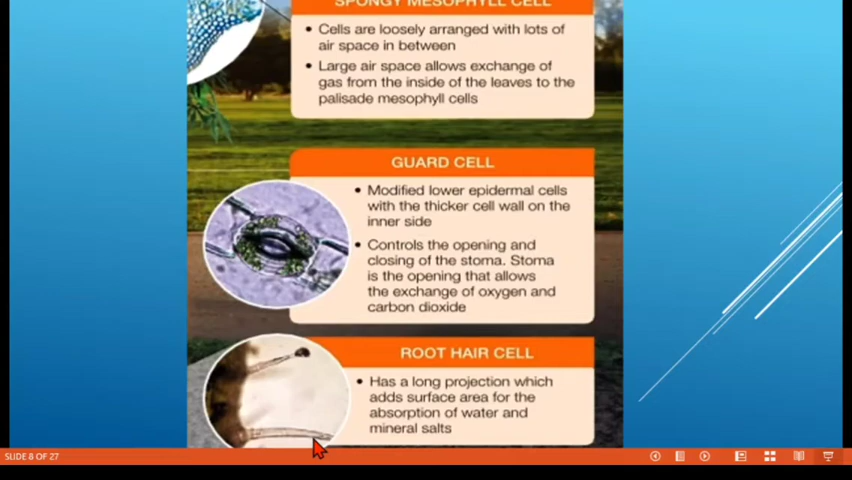 SPONGY MESOPHYLL CELL
• Cells are loosely arranged with lots of
air space in between
• Large air space allows exchange of
gas from the inside of the leaves to the
palisade mesophyll cells
GUARD CELL
• Modified lower epidermal cells
with the thicker cell wall on the
inner side
• Controls the opening and
closing of the stoma. Stoma
is the opening that allows
the exchange of oxygen and
carbon dioxide
ROOT HAIR CELL
• Has a long projection which
adds surface area for the
absorption of water and
mineral salts
SLIDE 8 OF 27